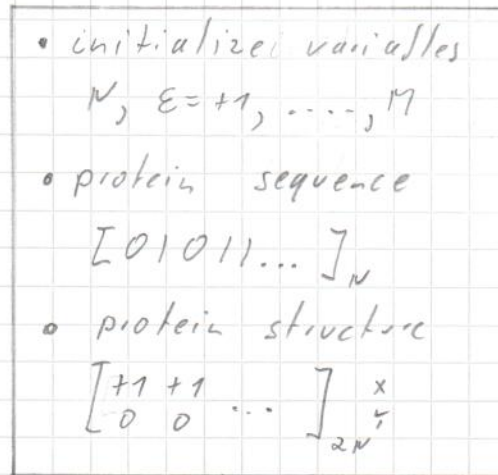 • initialize variables
N, ε=+1, ...., M
• protein sequence
[01011... ]N
• protein structure
[+1 +1 x
0 0 ... ]2N y